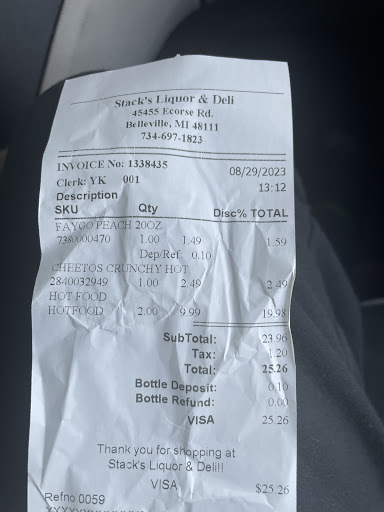 Stack's Liquor & Deli
45455 Ecorse Rd.
Belleville, MI 48111
734-697-1823
INVOICE No: 1338435 08/29/2023
Clerk: YK 001 13:12
Description
SKU Qty Disc% TOTAL
FAYGO PEACH 20OZ
7380000470 1.00 1.49 1.59
Dep/Ref: 0.10
CHEETOS CRUNCHY HOT
2840032949 1.00 2.49 2.49
HOT FOOD
HOTFOOD 2.00 9.99 19.98
SubTotal: 23.96
Tax: 1.20
Total: 25.26
Bottle Deposit: 0.10
Bottle Refund: 0.00
VISA 25.26
Thank you for shopping at
Stack's Liquor & Deli!!
VISA $25.26
Refno 0059